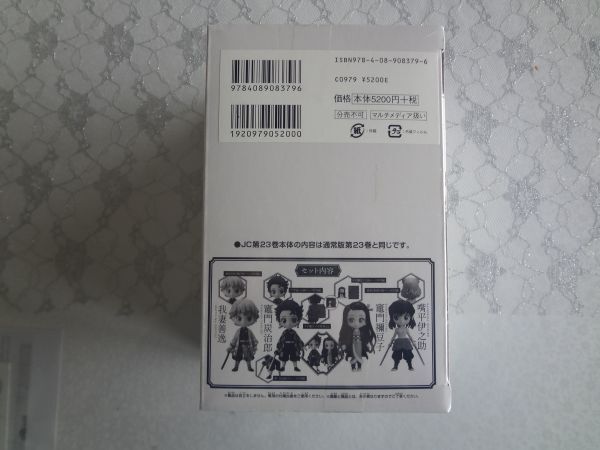 ISBN978-4-08-908379-6
9784089083796
C0979 ¥5200E
価格 本体5200円+税
分売不可 マルチメディア扱い
1920979052000
紙
プラ
●JC第23巻本体の内容は通常版第23巻と同じです。
セット内容
我妻善逸
竈門炭治郎
竈門禰豆子
嘴平伊之助